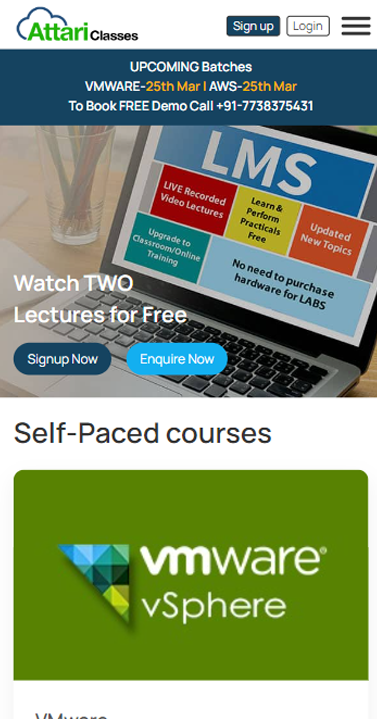 Attari Classes
Sign up
Login
UPCOMING Batches
VMWARE-25th Mar | AWS-25th Mar
To Book FREE Demo Call +91-7738375431
LMS
LIVE Recorded
Video Lectures
Learn &
Perform
Practicals
Free
Updated
New Topics
Upgrade to
Classroom/Online
Training
No need to purchase
hardware for LABS
Watch TWO
Lectures for Free
Signup Now
Enquire Now
Self-Paced courses
vmware®
vSphere
VMware